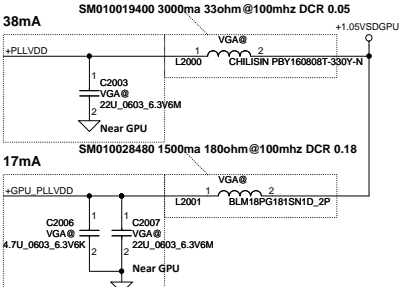 SM010019400 3000ma 33ohm@100mhz DCR 0.05
38mA
+1.05VSDGPU
VGA@
+PLLVDD
1
2
L2000
CHILISIN PBY160808T-330Y-N
1
C2003
VGA@
22U_0603_6.3V6M
2
Near GPU
SM010028480 1500ma 180ohm@100mhz DCR 0.18
17mA
VGA@
+GPU_PLLVDD
1
2
L2001
BLM18PG181SN1D_2P
1
1
C2006
C2007
VGA@
VGA@
4.7U_0603_6.3V6K
22U_0603_6.3V6M
2
2
Near GPU